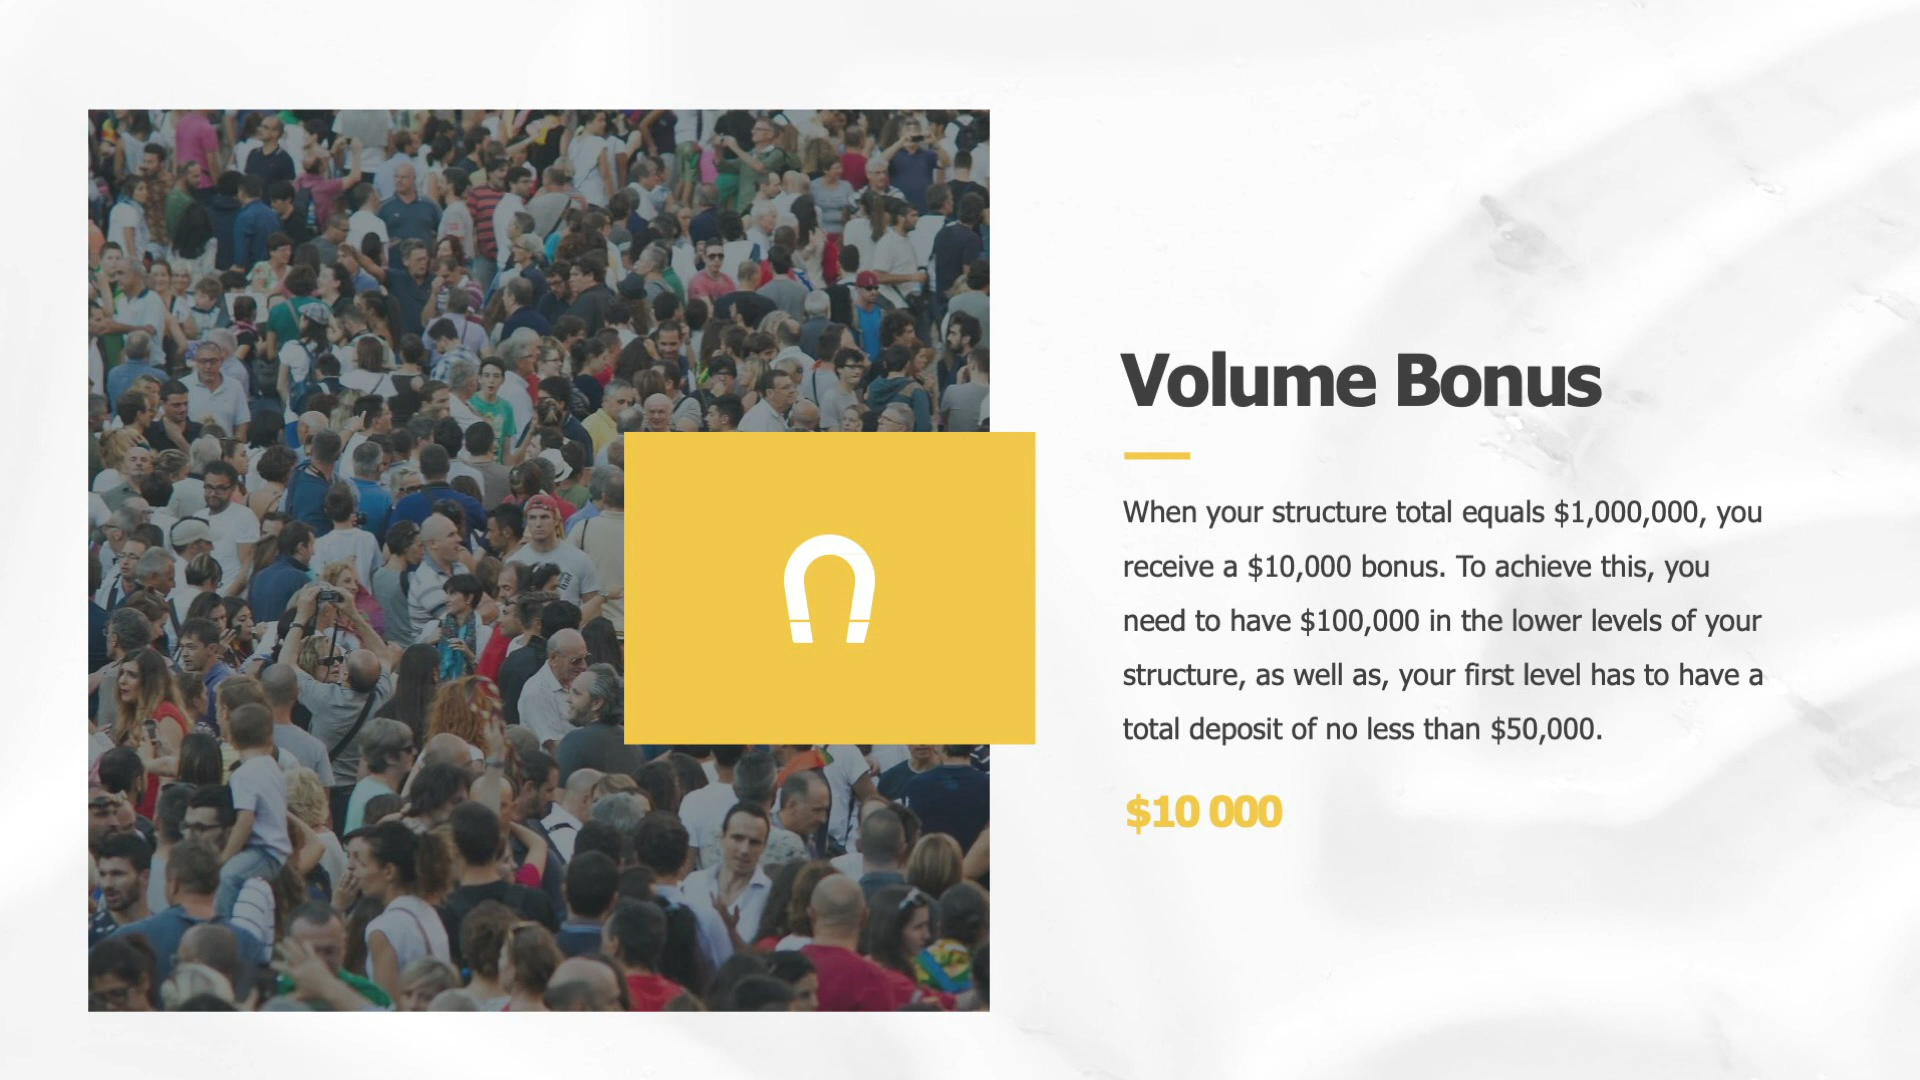 Volume Bonus
When your structure total equals $1,000,000, you
receive a $10,000 bonus. To achieve this, you
need to have $100,000 in the lower levels of your
structure, as well as, your first level has to have a
total deposit of no less than $50,000.
$10 000